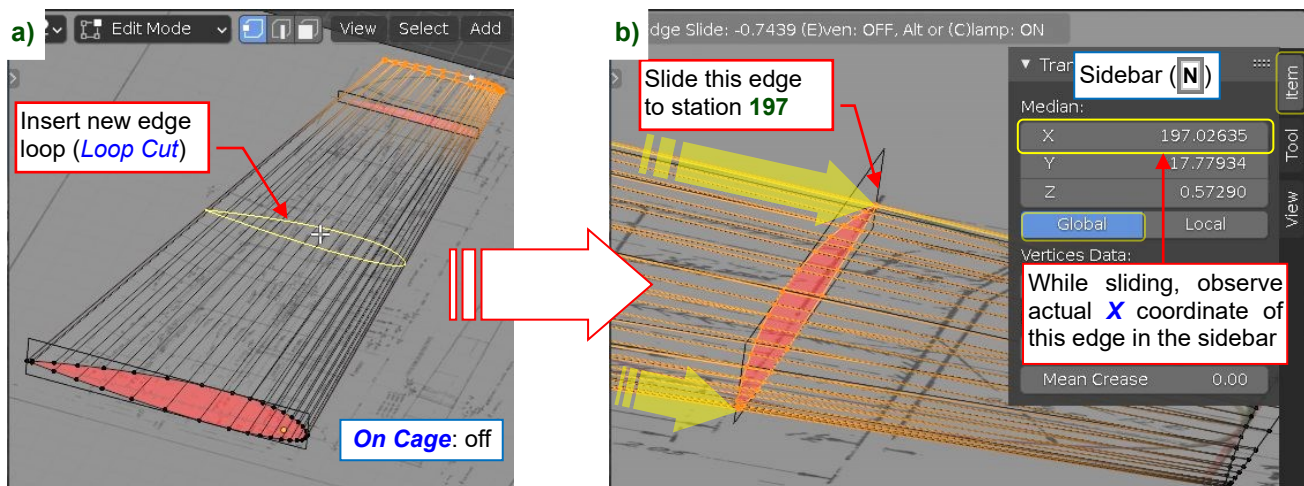 a)
Edit Mode
View
Select
Add
Insert new edge
loop (Loop Cut)
On Cage: off
b)
Edge Slide: -0.7439 (E)ven: OFF, Alt or (C)lamp: ON
Slide this edge
to station 197
Sidebar (N)
Median:
X 197.02635
Y 17.77934
Z 0.57290
Global
Local
Vertices Data:
While sliding, observe
actual X coordinate of
this edge in the sidebar
Mean Crease 0.00
Item
Tool
View